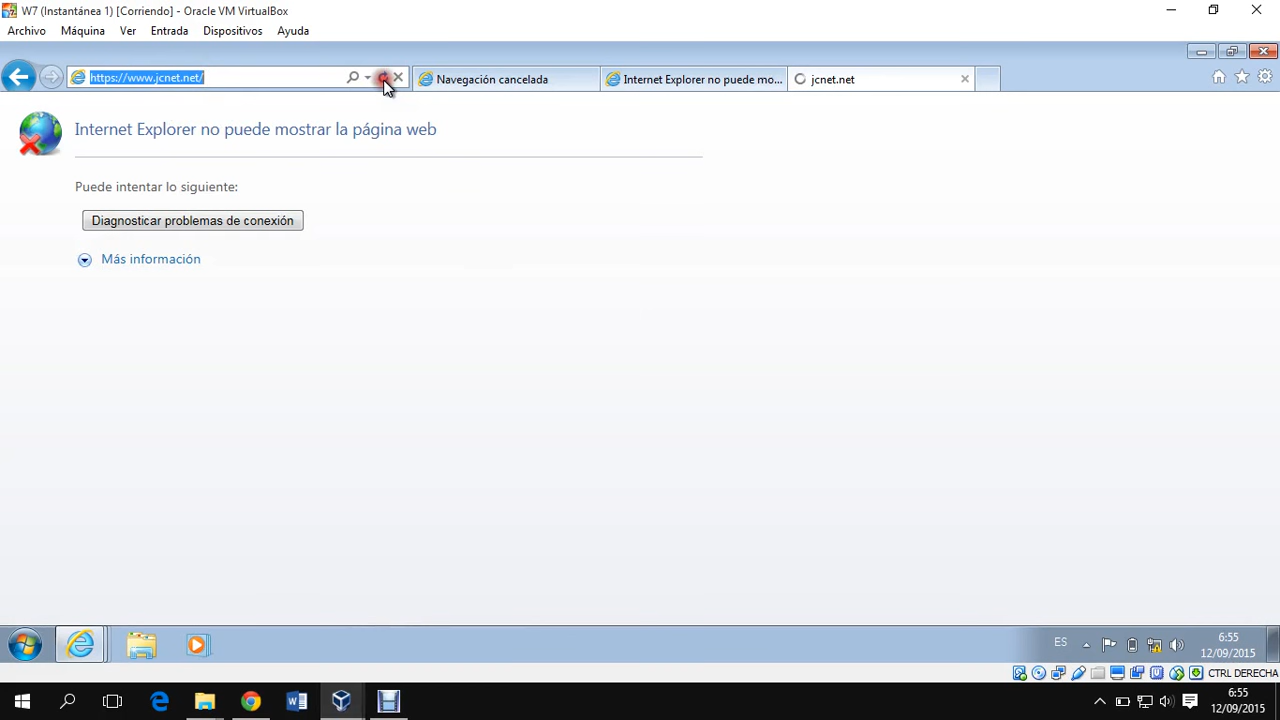 W7 (Instantánea 1) [Corriendo] - Oracle VM VirtualBox
Archivo Máquina Ver Entrada Dispositivos Ayuda
https://www.jcnet.net/ Navegación cancelada Internet Explorer no puede mo... jcnet.net
Internet Explorer no puede mostrar la página web
Puede intentar lo siguiente:
Diagnosticar problemas de conexión
Más información
ES 6:55
12/09/2015
CTRL DERECHA
6:55
12/09/2015